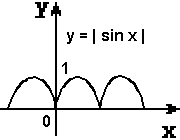 y
y = | sin x |
1
0
x